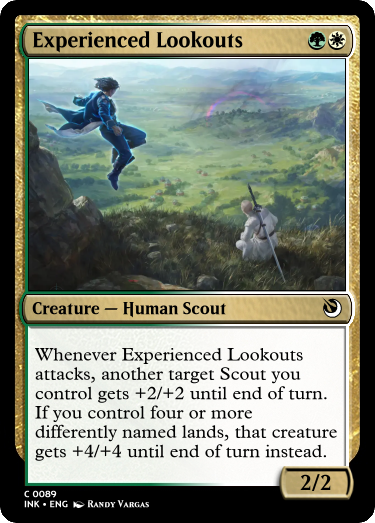 Experienced Lookouts
Creature — Human Scout
Whenever Experienced Lookouts
attacks, another target Scout you
control gets +2/+2 until end of turn.
If you control four or more
differently named lands, that creature
gets +4/+4 until end of turn instead.
2/2
C 0089
INK • ENG Randy Vargas